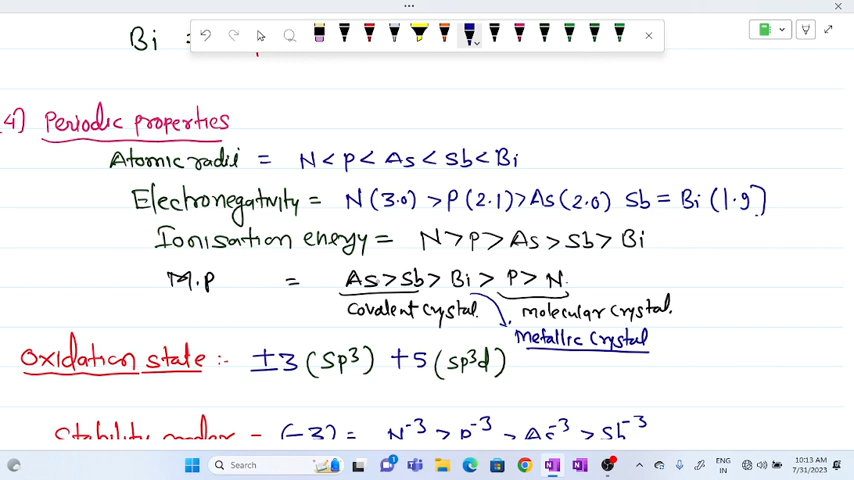 Bi =
4) Periodic properties
Atomic radii = N < P < As < Sb < Bi
Electronegativity = N (3.0) > P (2.1) > As (2.0) Sb = Bi (1.9)
Ionisation energy = N > P > As > Sb > Bi
M.P = As > Sb > Bi > P > N.
covalent crystal. molecular crystal.
Metallic crystal
Oxidation state :- ±3 (sp³) +5 (sp³d)
Stability order = (-3) = N⁻³ > P⁻³ > As⁻³ > Sb⁻³
Search
ENG
IN
10:13 AM
7/31/2023